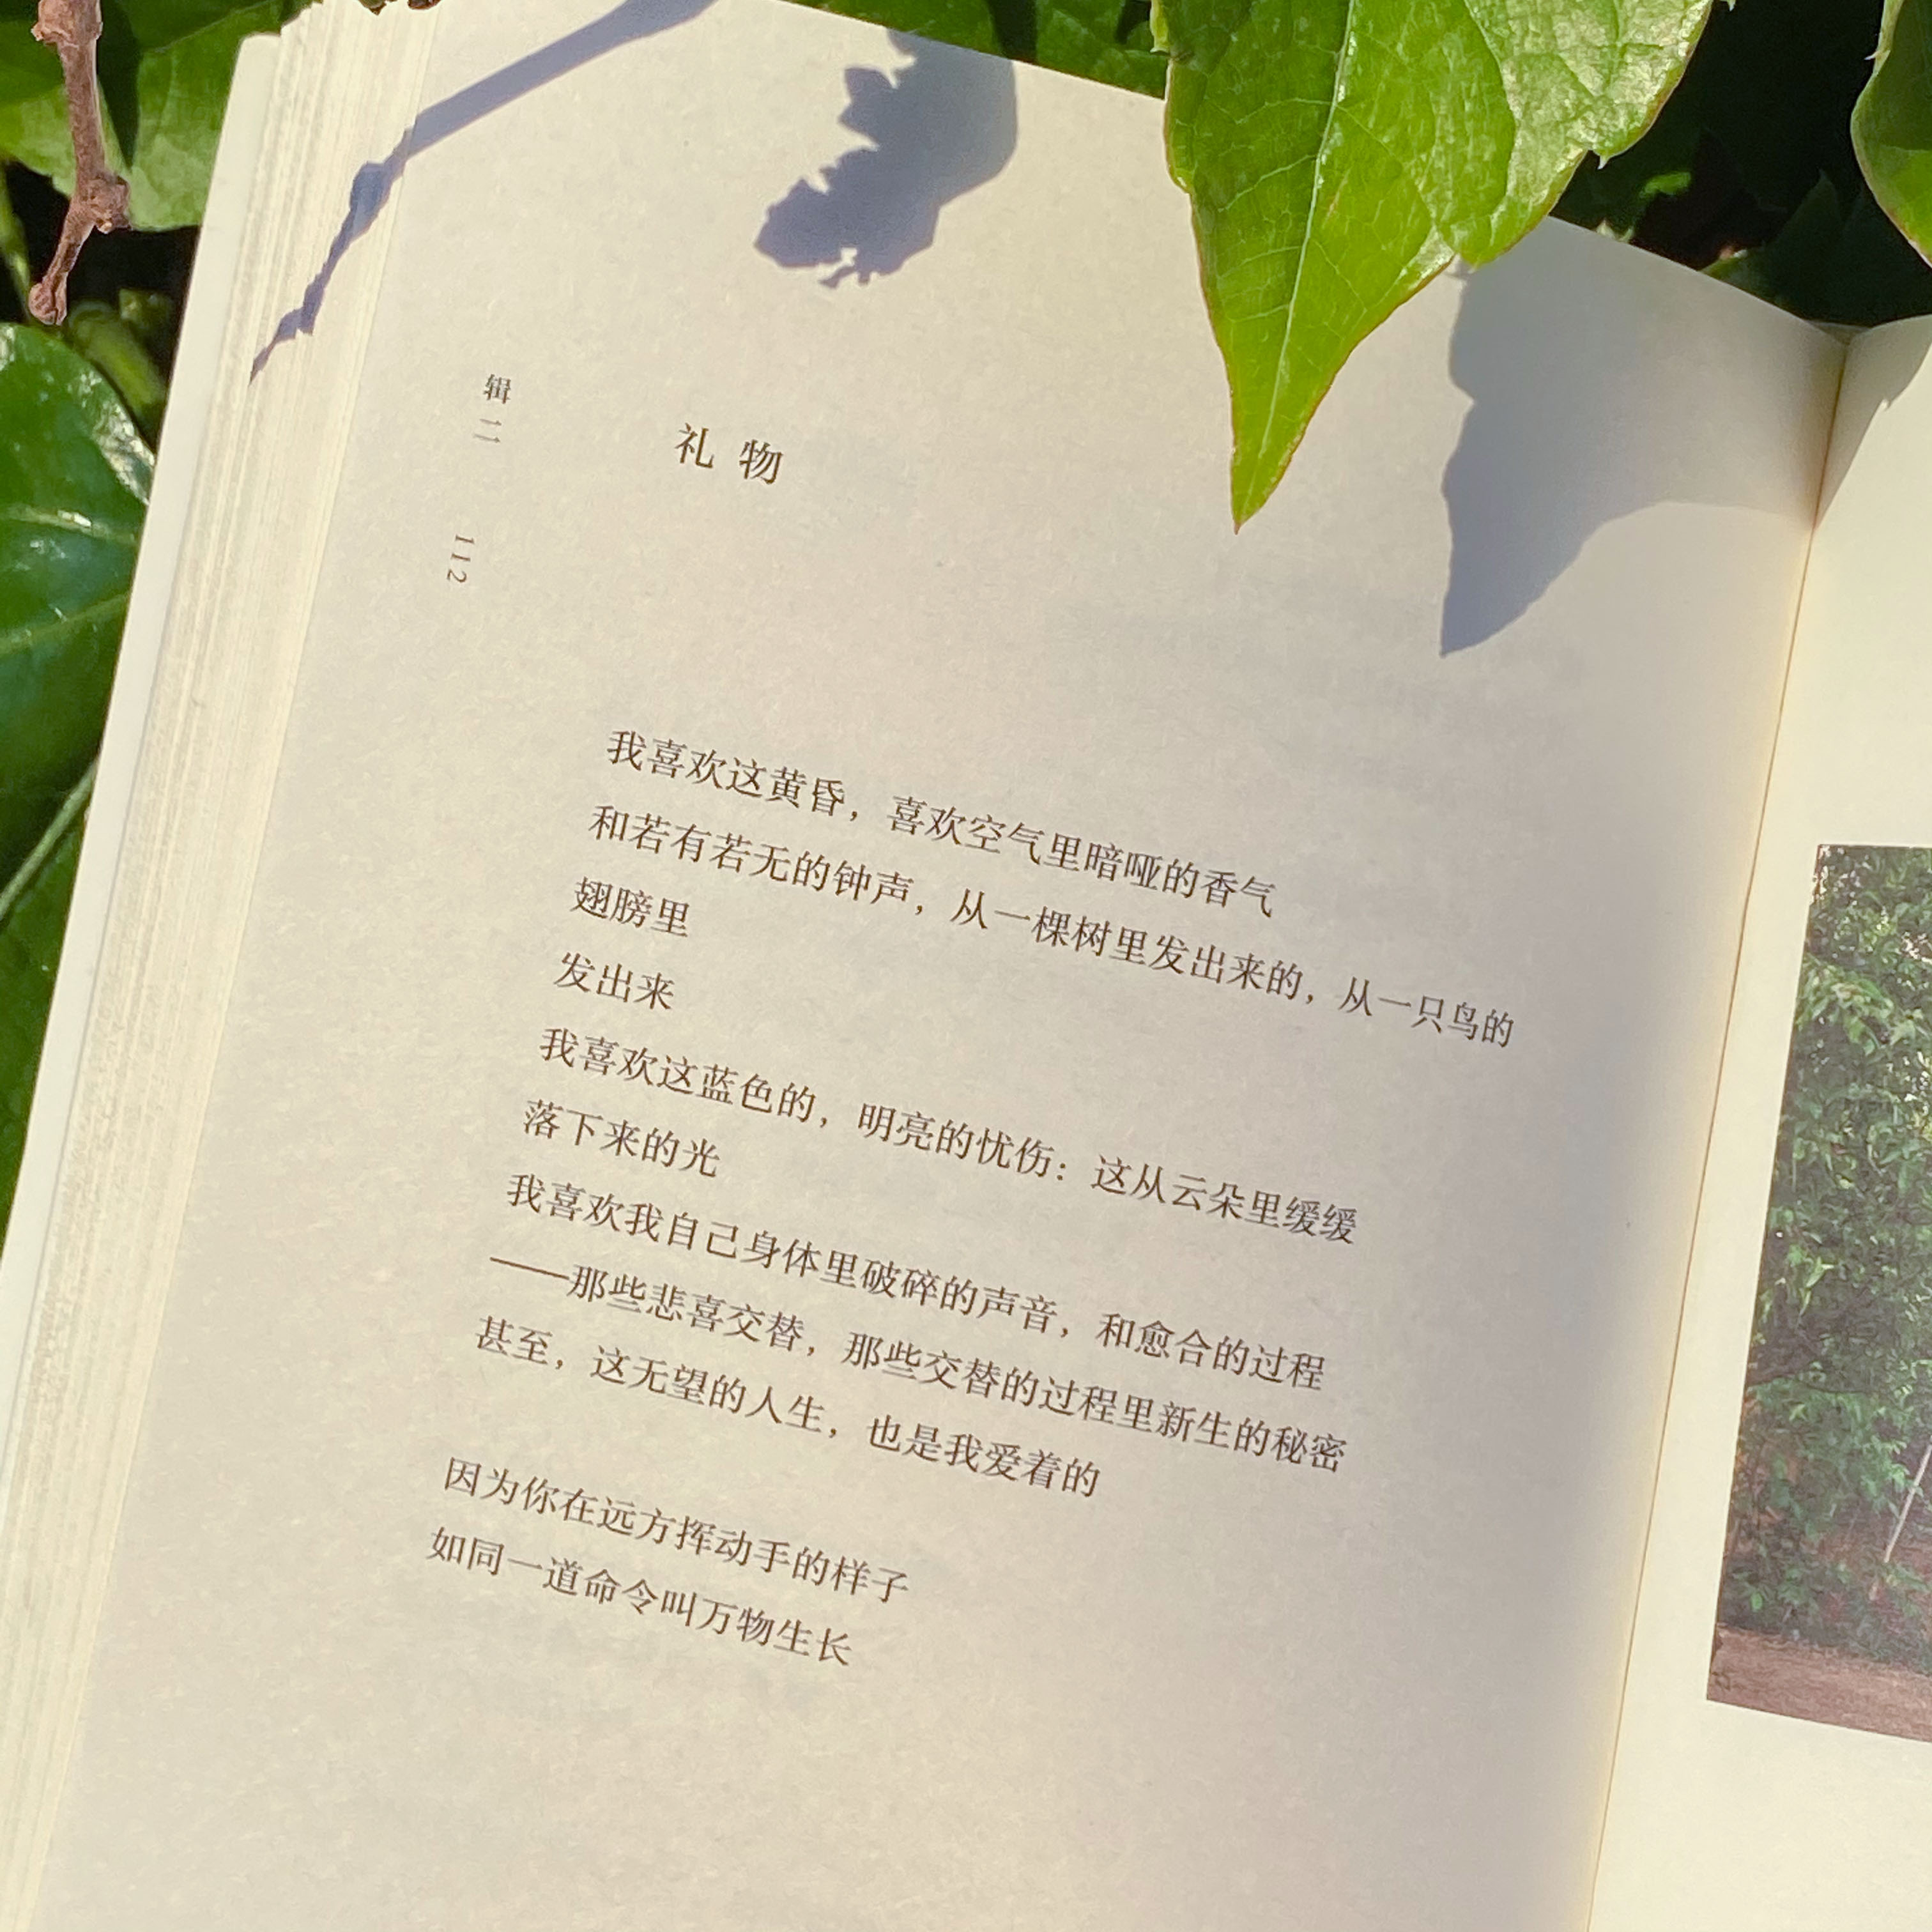 辑二
112
礼物
我喜欢这黄昏，喜欢空气里暗哑的香气
和若有若无的钟声，从一棵树里发出来的，从一只鸟的
翅膀里
发出来
我喜欢这蓝色的，明亮的忧伤：这从云朵里缓缓
落下来的光
我喜欢我自己身体里破碎的声音，和愈合的过程
——那些悲喜交替，那些交替的过程里新生的秘密
甚至，这无望的人生，也是我爱着的
因为你在远方挥动手的样子
如同一道命令叫万物生长